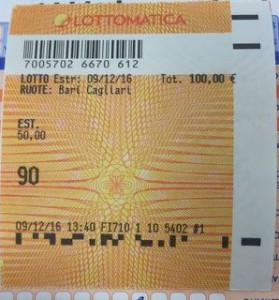 LOTTOMATICA
7005702 6670 612
LOTTO Estr: 09/12/16 Tot. 100,00 €
RUOTE: Bari Cagliari
EST.
50,00
90
09/12/16 13:40 FI710 1 10 5402 #1